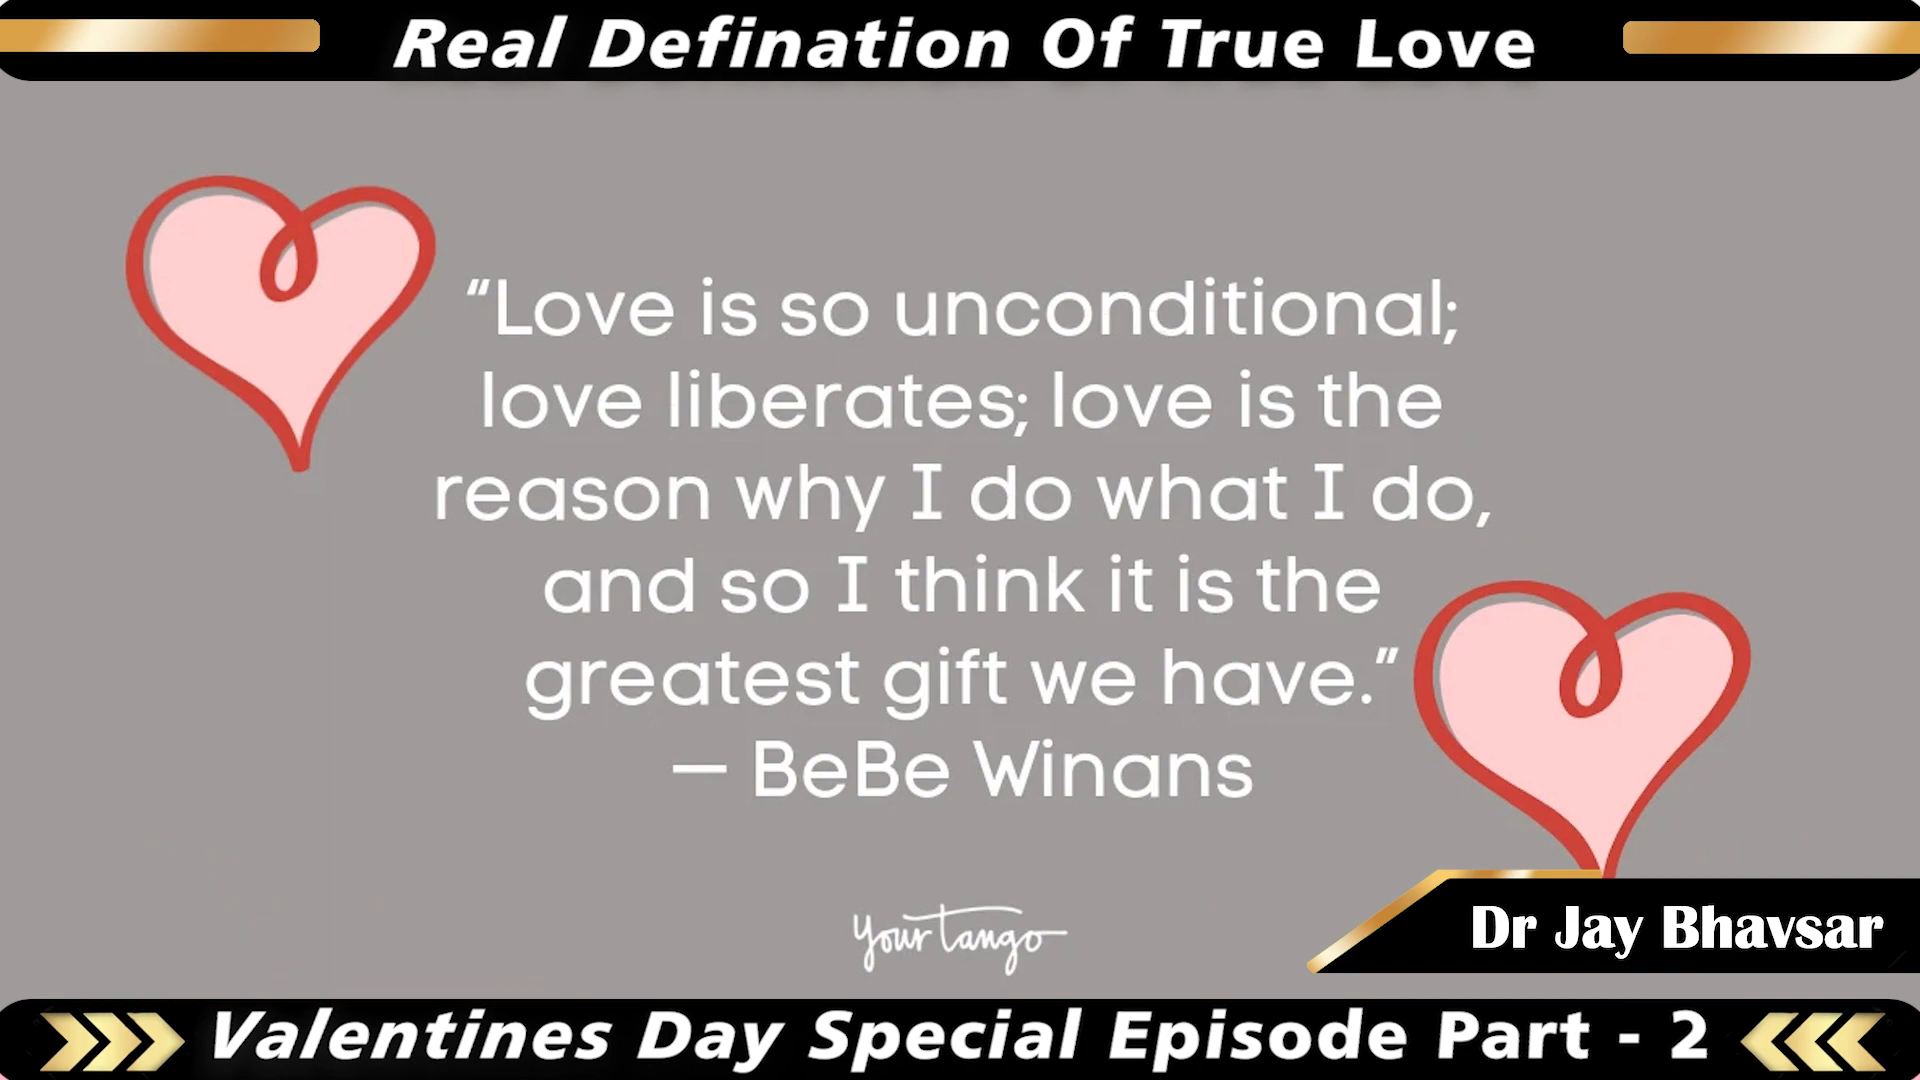 Real Defination Of True Love
“Love is so unconditional;
love liberates; love is the
reason why I do what I do,
and so I think it is the
greatest gift we have.”
— BeBe Winans
yourtango
Dr Jay Bhavsar
Valentines Day Special Episode Part - 2